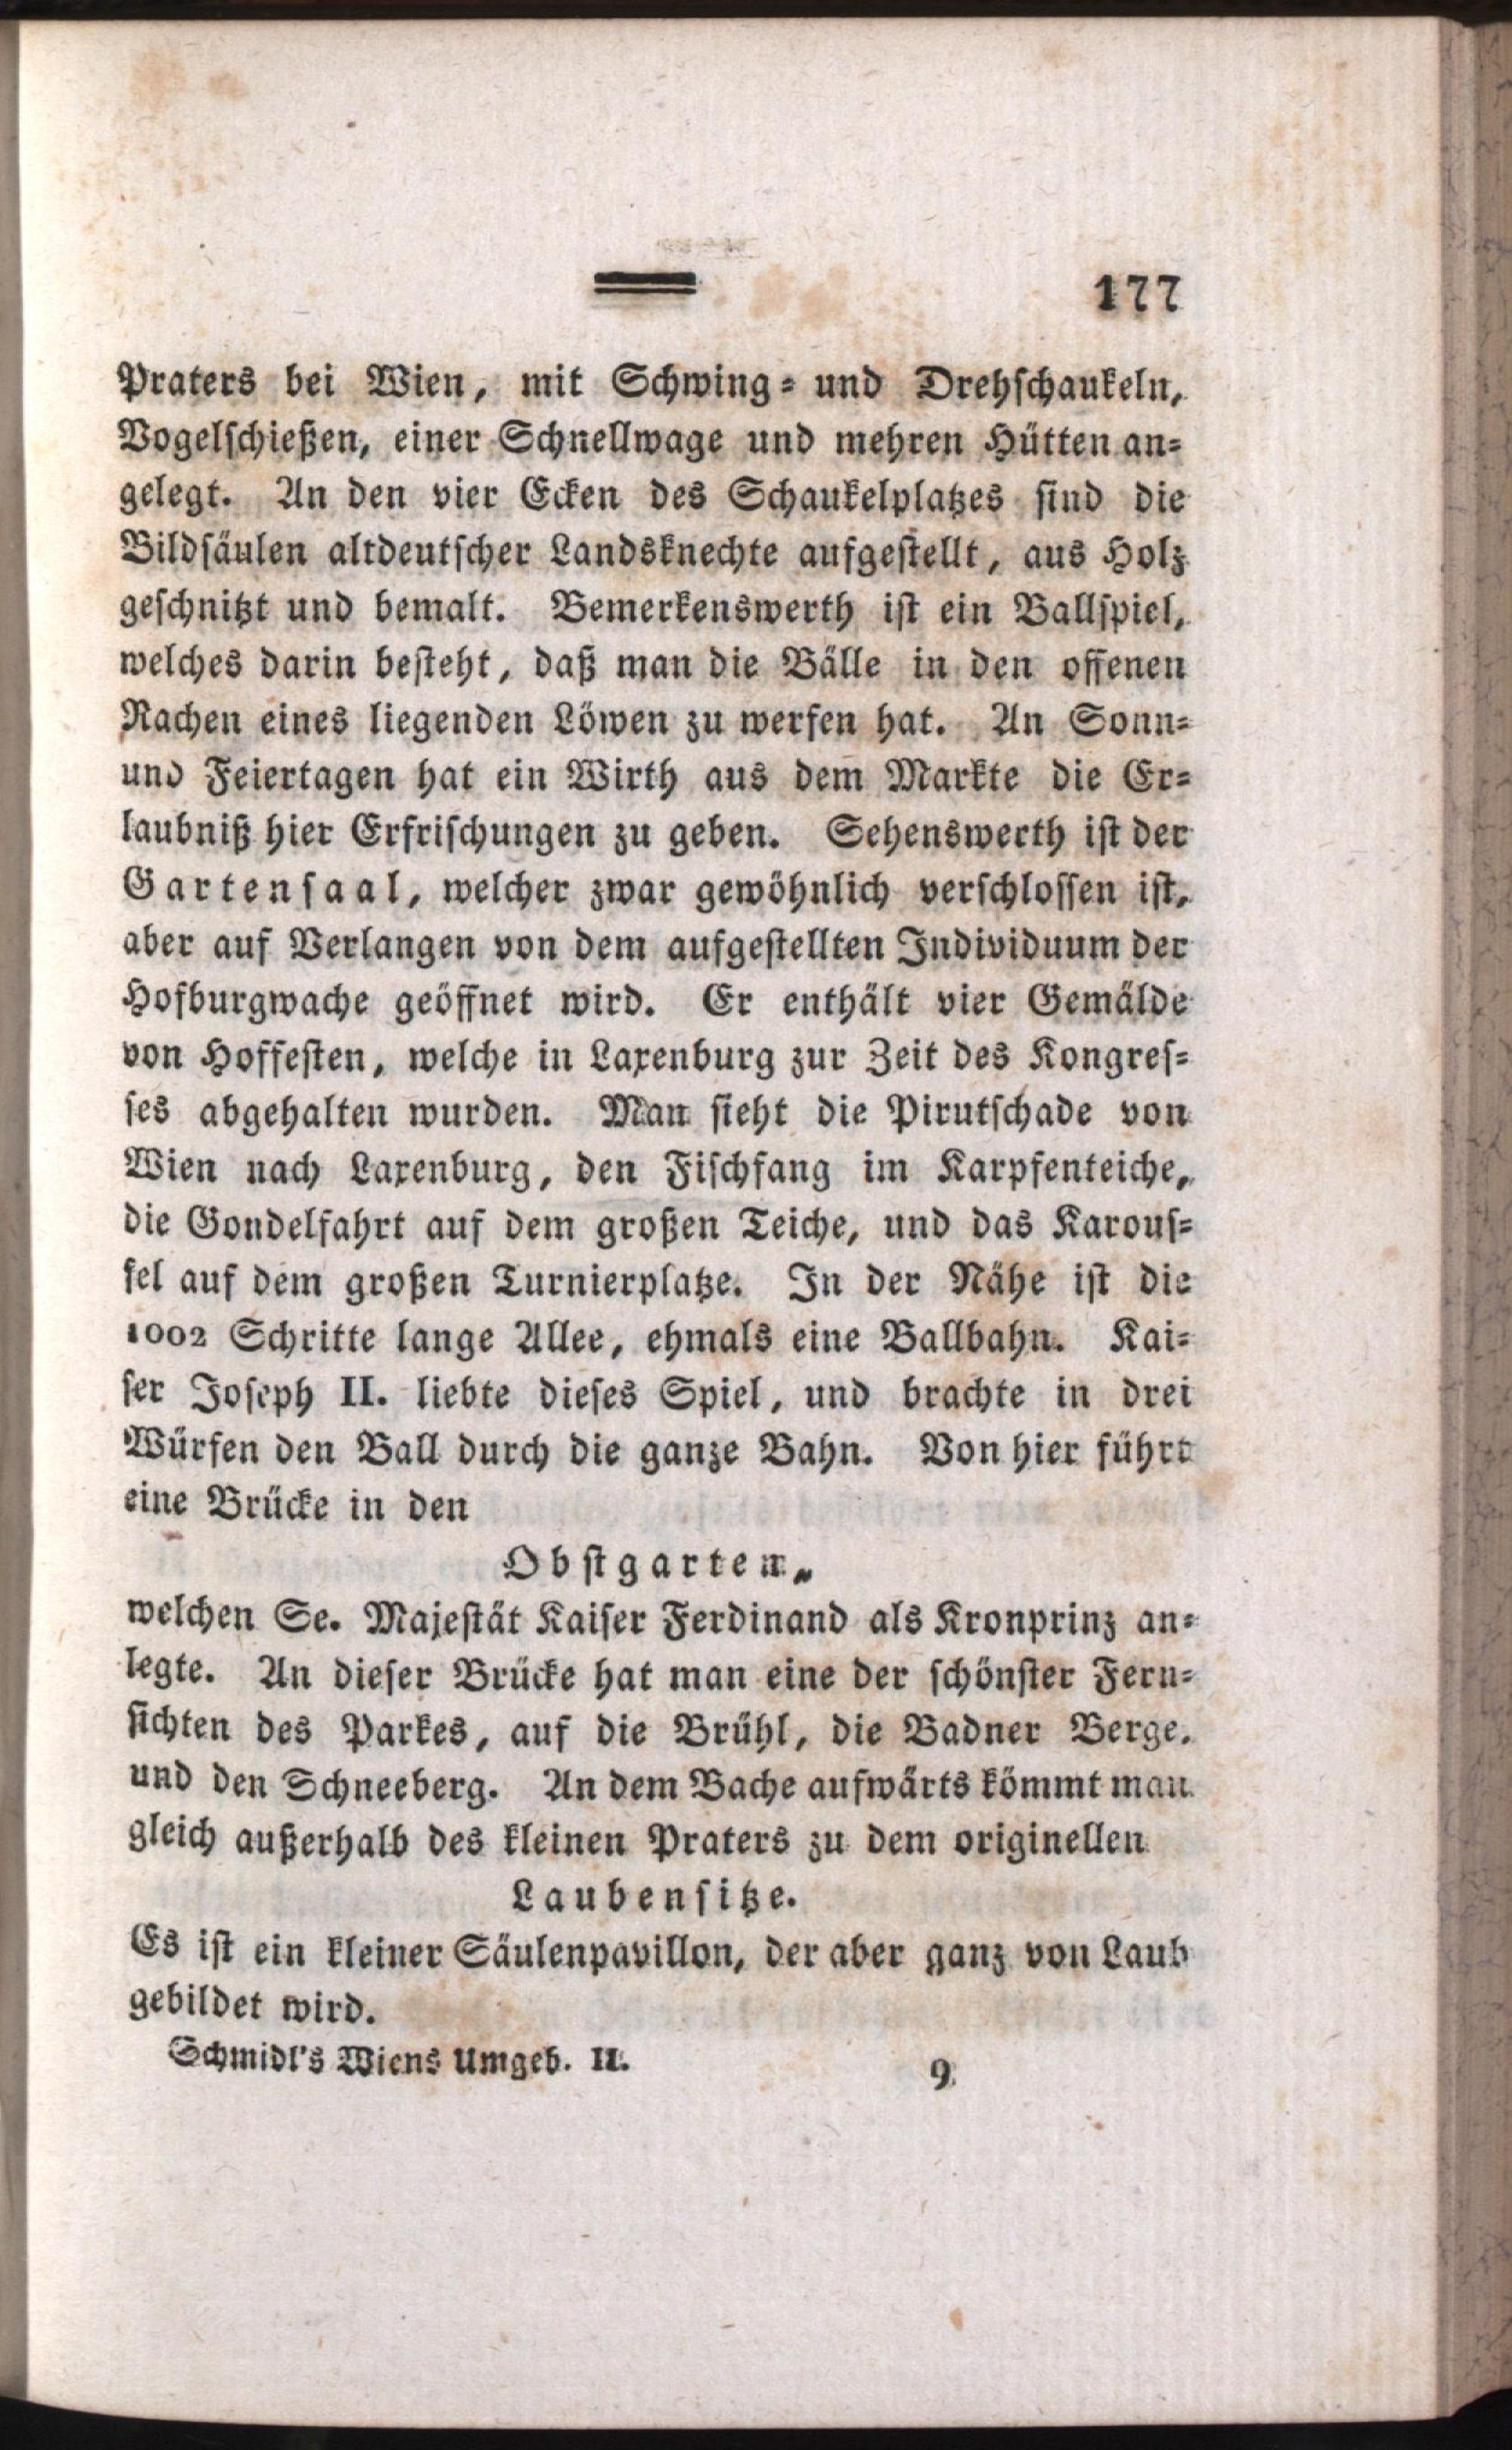 177
Praters bei Wien, mit Schwing- und Drehschaukeln,
Vogelschießen, einer Schnellwage und mehren Hütten an-
gelegt. An den vier Ecken des Schaukelplatzes sind die
Bildsäulen altdeutscher Landsknechte aufgestellt, aus Holz
geschnitzt und bemalt. Bemerkenswerth ist ein Ballspiel,
welches darin besteht, daß man die Bälle in den offenen
Rachen eines liegenden Löwen zu werfen hat. An Sonn-
und Feiertagen hat ein Wirth aus dem Markte die Er-
laubniß hier Erfrischungen zu geben. Sehenswerth ist der
Gartensaal, welcher zwar gewöhnlich verschlossen ist,
aber auf Verlangen von dem aufgestellten Individuum der
Hofburgwache geöffnet wird. Er enthält vier Gemälde
von Hoffesten, welche in Laxenburg zur Zeit des Kongres-
ses abgehalten wurden. Man sieht die Pirutschade von
Wien nach Laxenburg, den Fischfang im Karpfenteiche,
die Gondelfahrt auf dem großen Teiche, und das Karous-
sel auf dem großen Turnierplatze. In der Nähe ist die
1002 Schritte lange Allee, ehmals eine Ballbahn. Kai-
ser Joseph II. liebte dieses Spiel, und brachte in drei
Würfen den Ball durch die ganze Bahn. Von hier führt
eine Brücke in den
Obstgarten,
welchen Se. Majestät Kaiser Ferdinand als Kronprinz an-
legte. An dieser Brücke hat man eine der schönster Fern-
sichten des Parkes, auf die Brühl, die Badner Berge,
und den Schneeberg. An dem Bache aufwärts kömmt man
gleich außerhalb des kleinen Praters zu dem originellen
Laubensitze.
Es ist ein kleiner Säulenpavillon, der aber ganz von Laub
gebildet wird.
Schmidl's Wiens Umgeb. II. 9